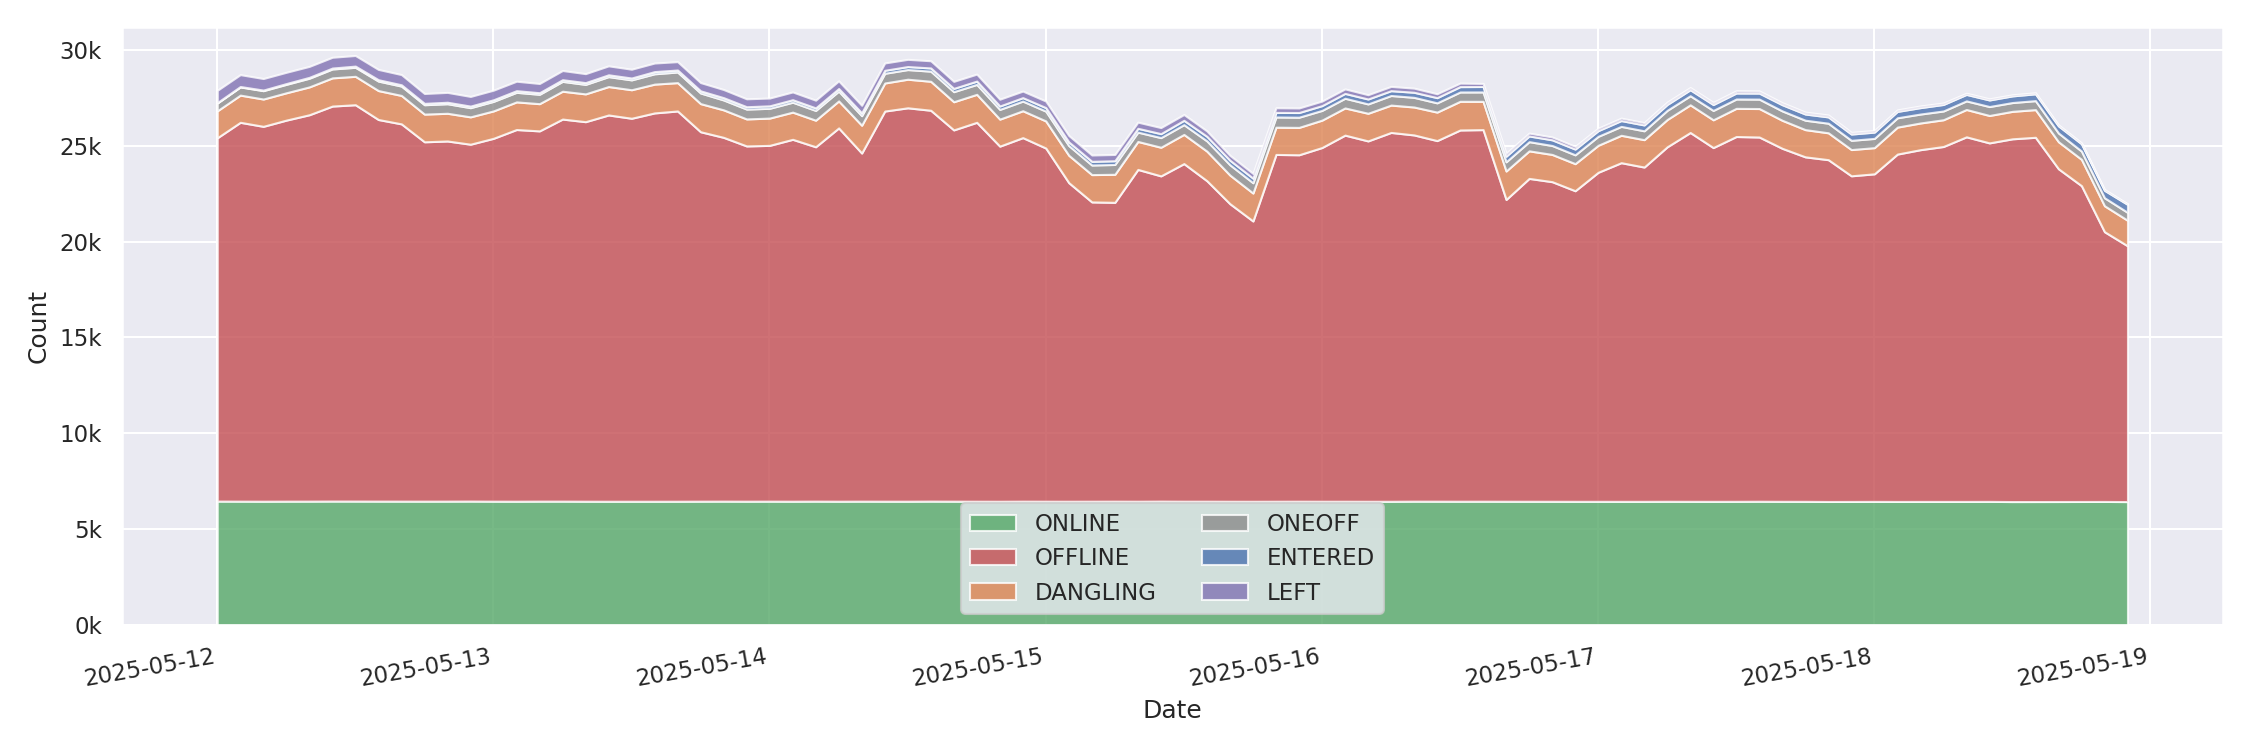 30k
25k
20k
15k
10k
5k
0k
Count
ONLINE
OFFLINE
DANGLING
ONEOFF
ENTERED
LEFT
2025-05-12
2025-05-13
2025-05-14
2025-05-15
2025-05-16
2025-05-17
2025-05-18
2025-05-19
Date